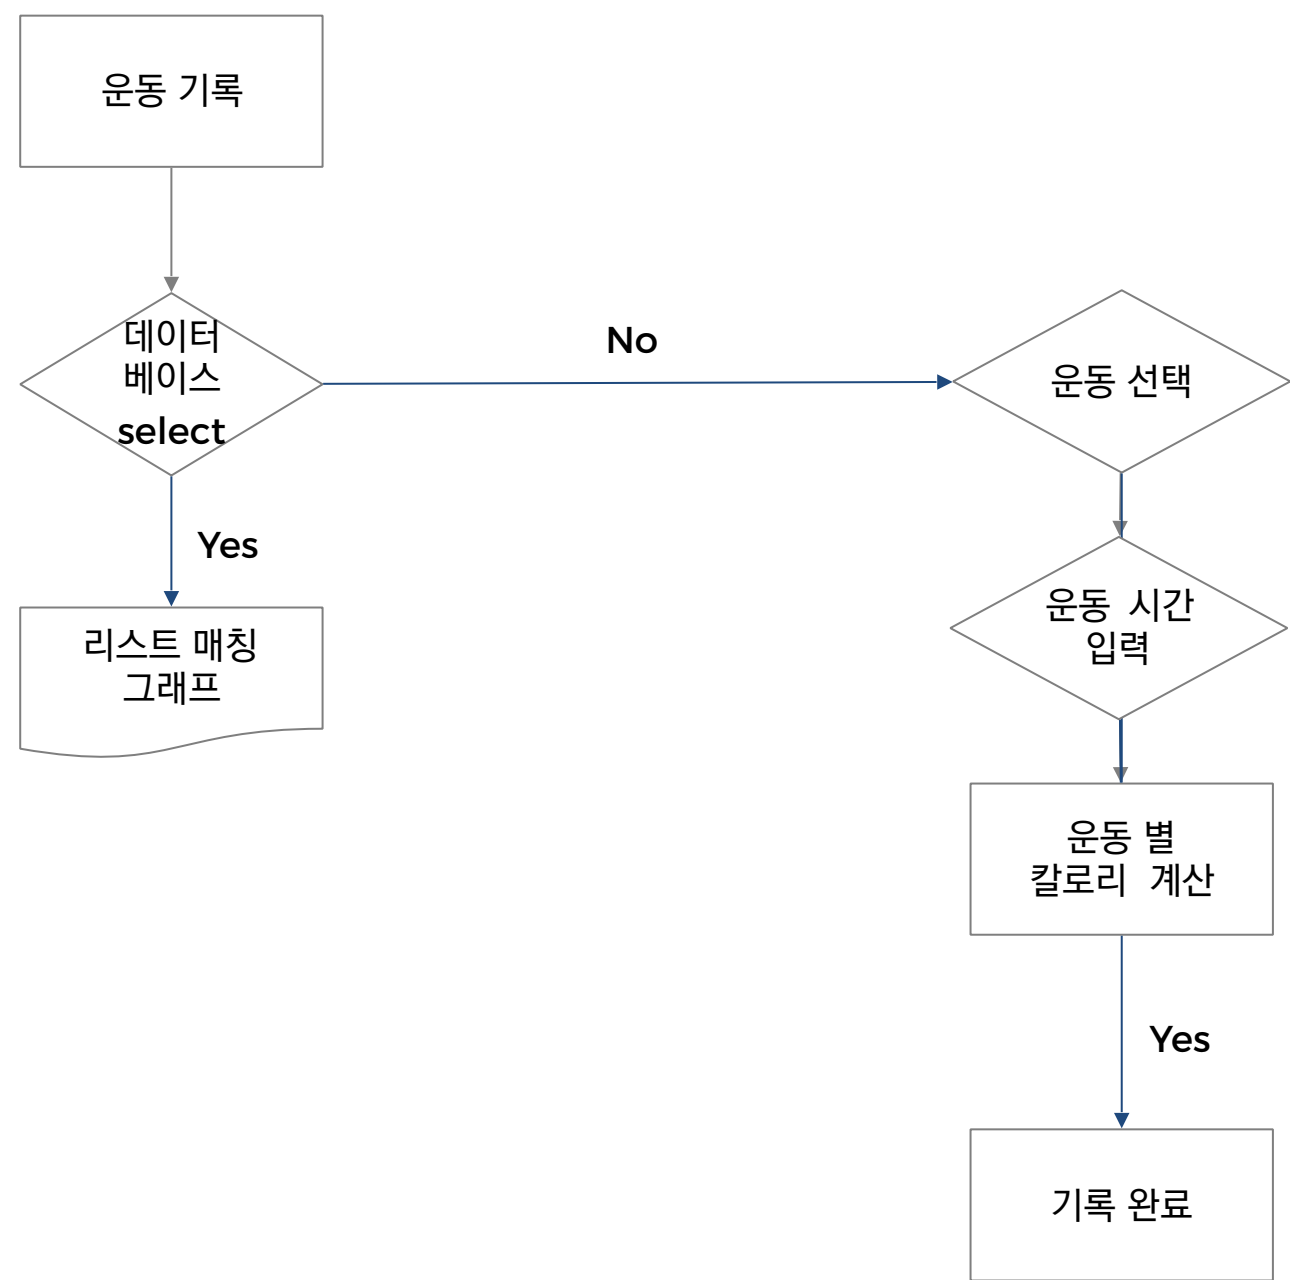 운동 기록
데이터
베이스
select
No
운동 선택
Yes
리스트 매칭
그래프
운동 시간
입력
운동 별
칼로리 계산
Yes
기록 완료